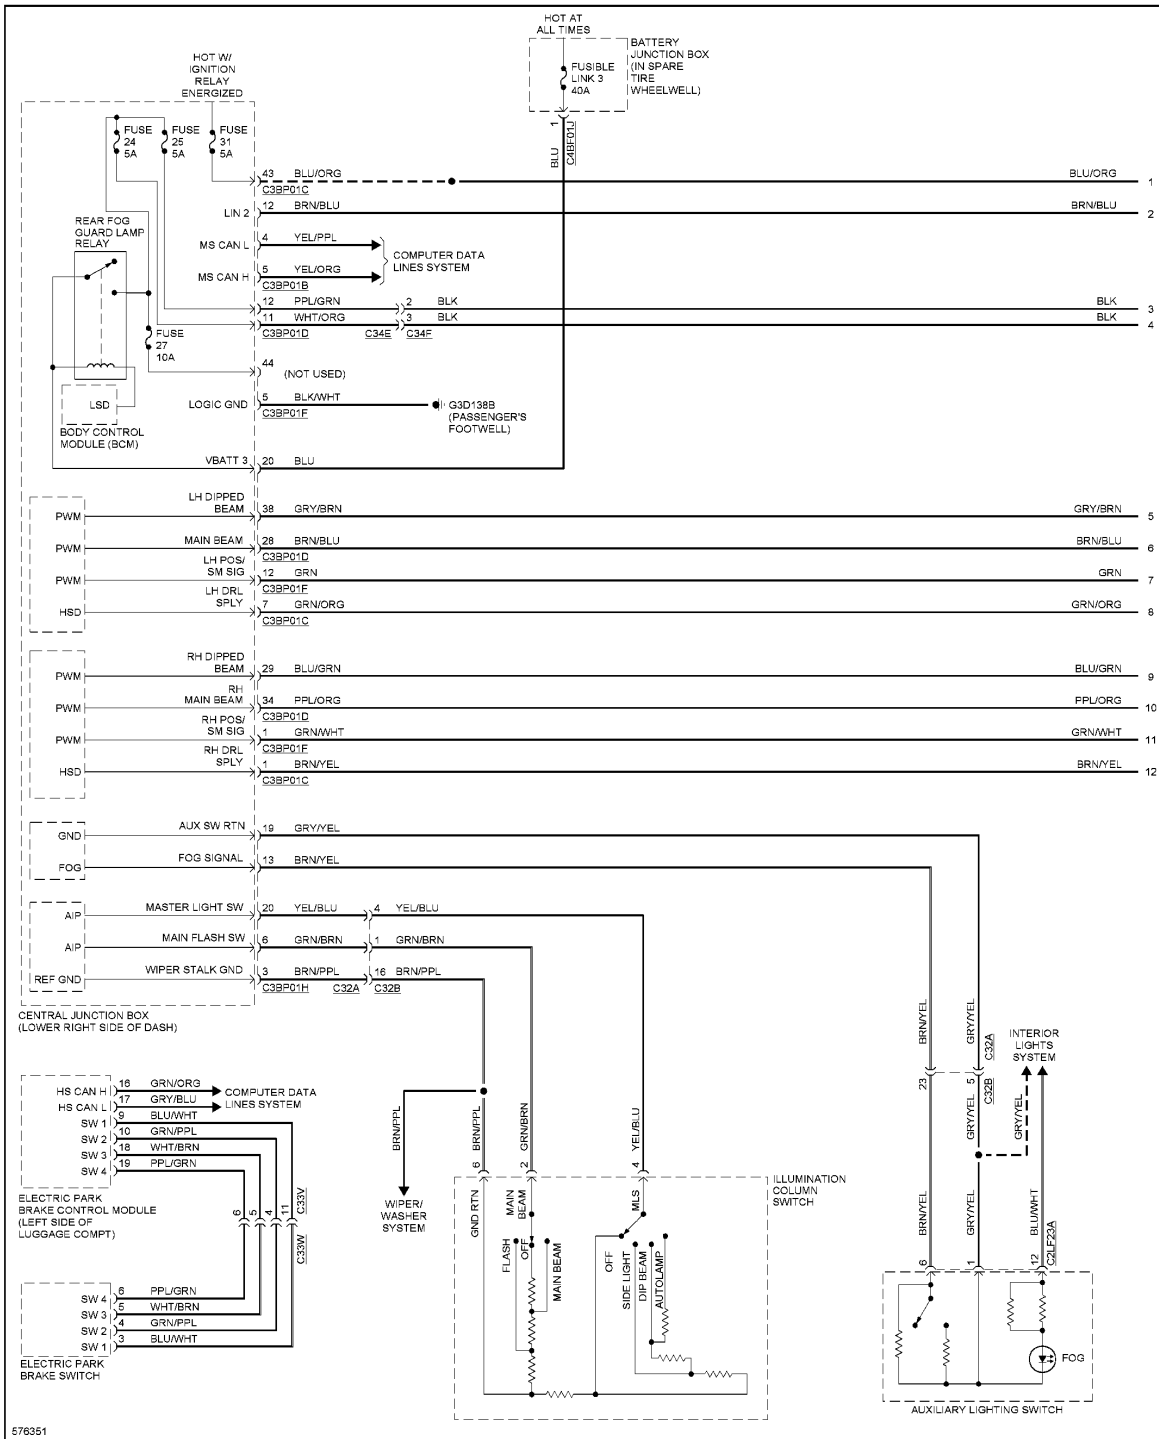 HOT AT
ALL TIMES
BATTERY
JUNCTION BOX
(IN SPARE
TIRE
WHEELWELL)
FUSIBLE
LINK 3
40A
1
BLU
C4BF01J
HOT W/
IGNITION
RELAY
ENERGIZED
FUSE
24
5A
FUSE
25
5A
FUSE
31
5A
43 BLU/ORG BLU/ORG 1
C3BP01C
LIN 2 12 BRN/BLU BRN/BLU 2
REAR FOG
GUARD LAMP
RELAY
MS CAN L 4 YEL/PPL
COMPUTER DATA
LINES SYSTEM
MS CAN H 5 YEL/ORG
C3BP01B
12 PPL/GRN 2 BLK BLK 3
11 WHT/ORG 3 BLK BLK 4
C3BP01D C34E C34F
FUSE
27
10A
44 (NOT USED)
LOGIC GND 5 BLK/WHT
C3BP01F
G3D138B
(PASSENGER'S
FOOTWELL)
LSD
BODY CONTROL
MODULE (BCM)
VBATT 3 20 BLU
LH DIPPED
BEAM
PWM 38 GRY/BRN GRY/BRN 5
PWM MAIN BEAM 28 BRN/BLU BRN/BLU 6
C3BP01D
LH POS/
SM SIG
PWM 12 GRN GRN 7
C3BP01F
LH DRL
SPLY
HSD 7 GRN/ORG GRN/ORG 8
C3BP01C
RH DIPPED
BEAM
PWM 29 BLU/GRN BLU/GRN 9
RH
MAIN BEAM
PWM 34 PPL/ORG PPL/ORG 10
C3BP01D
RH POS/
SM SIG
PWM 1 GRN/WHT GRN/WHT 11
C3BP01F
RH DRL
SPLY
HSD 1 BRN/YEL BRN/YEL 12
C3BP01C
GND AUX SW RTN 19 GRY/YEL
FOG FOG SIGNAL 13 BRN/YEL
AIP MASTER LIGHT SW 20 YEL/BLU 4 YEL/BLU
AIP MAIN FLASH SW 6 GRN/BRN 1 GRN/BRN
REF GND WIPER STALK GND 3 BRN/PPL 16 BRN/PPL
C3BP01H C32A C32B
CENTRAL JUNCTION BOX
(LOWER RIGHT SIDE OF DASH)
BRN/YEL
GRY/YEL
C32A
23
5
C32B
INTERIOR
LIGHTS
SYSTEM
GRY/YEL
GRY/YEL
HS CAN H 16 GRN/ORG
HS CAN L 17 GRY/BLU
COMPUTER DATA
LINES SYSTEM
SW 1 9 BLU/WHT
SW 2 10 GRN/PPL
SW 3 18 WHT/BRN
SW 4 19 PPL/GRN
ELECTRIC PARK
BRAKE CONTROL MODULE
(LEFT SIDE OF
LUGGAGE COMPT)
6
5
4
11
C33V
C33W
SW 4 6 PPL/GRN
SW 3 5 WHT/BRN
SW 2 4 GRN/PPL
SW 1 3 BLU/WHT
ELECTRIC PARK
BRAKE SWITCH
BRN/PPL
WIPER/
WASHER
SYSTEM
BRN/PPL
6
GRN/BRN
2
YEL/BLU
4
ILLUMINATION
COLUMN
SWITCH
GND RTN
MAIN
BEAM
MLS
FLASH
OFF
MAIN BEAM
OFF
SIDE LIGHT
DIP BEAM
AUTOLAMP
BRN/YEL
6
GRY/YEL
1
BLU/WHT
12
C2LF23A
FOG
AUXILIARY LIGHTING SWITCH
576351